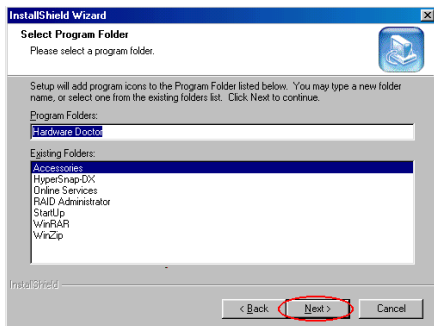 InstallShield Wizard
Select Program Folder
Please select a program folder.
Setup will add program icons to the Program Folder listed below. You may type a new folder
name, or select one from the existing folders list. Click Next to continue.
Program Folders:
Hardware Doctor
Existing Folders:
Accessories
HyperSnap-DX
Online Services
RAID Administrator
StartUp
WinRAR
WinZip
InstallShield
< Back Next > Cancel